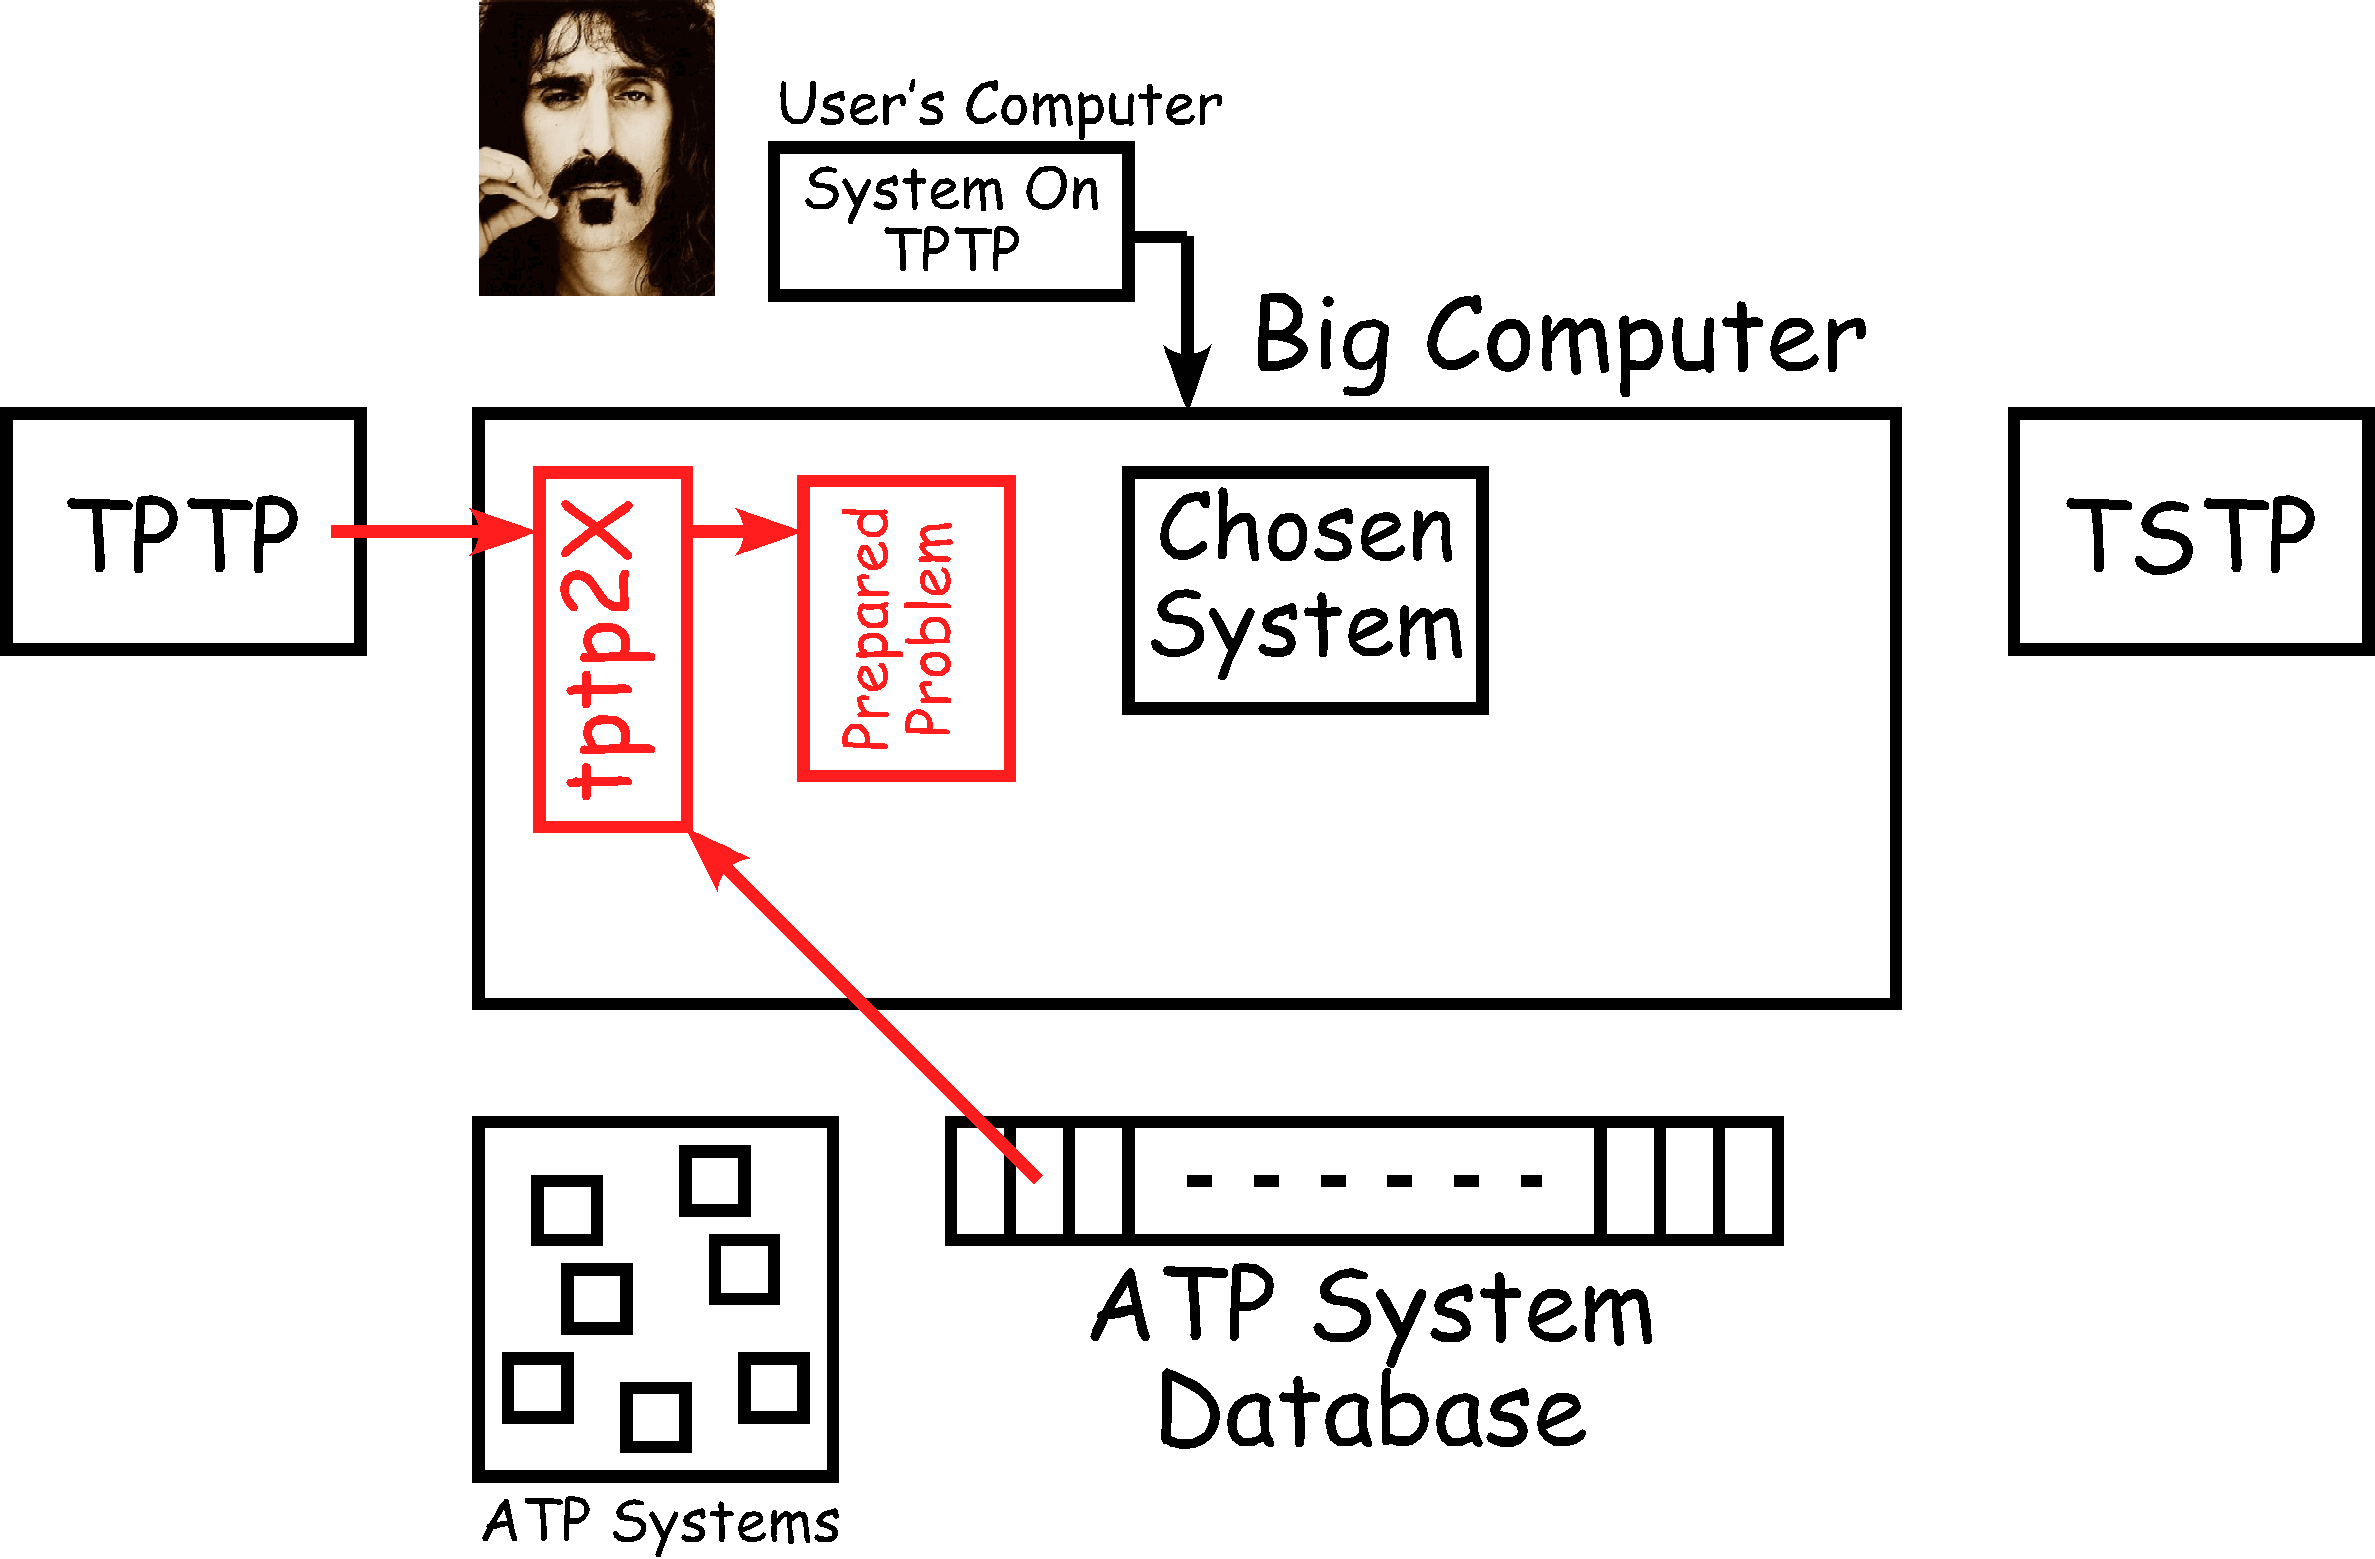 User's Computer
System On
TPTP
Big Computer
TPTP
tptp2X
Prepared
Problem
Chosen
System
TSTP
ATP System
Database
ATP Systems